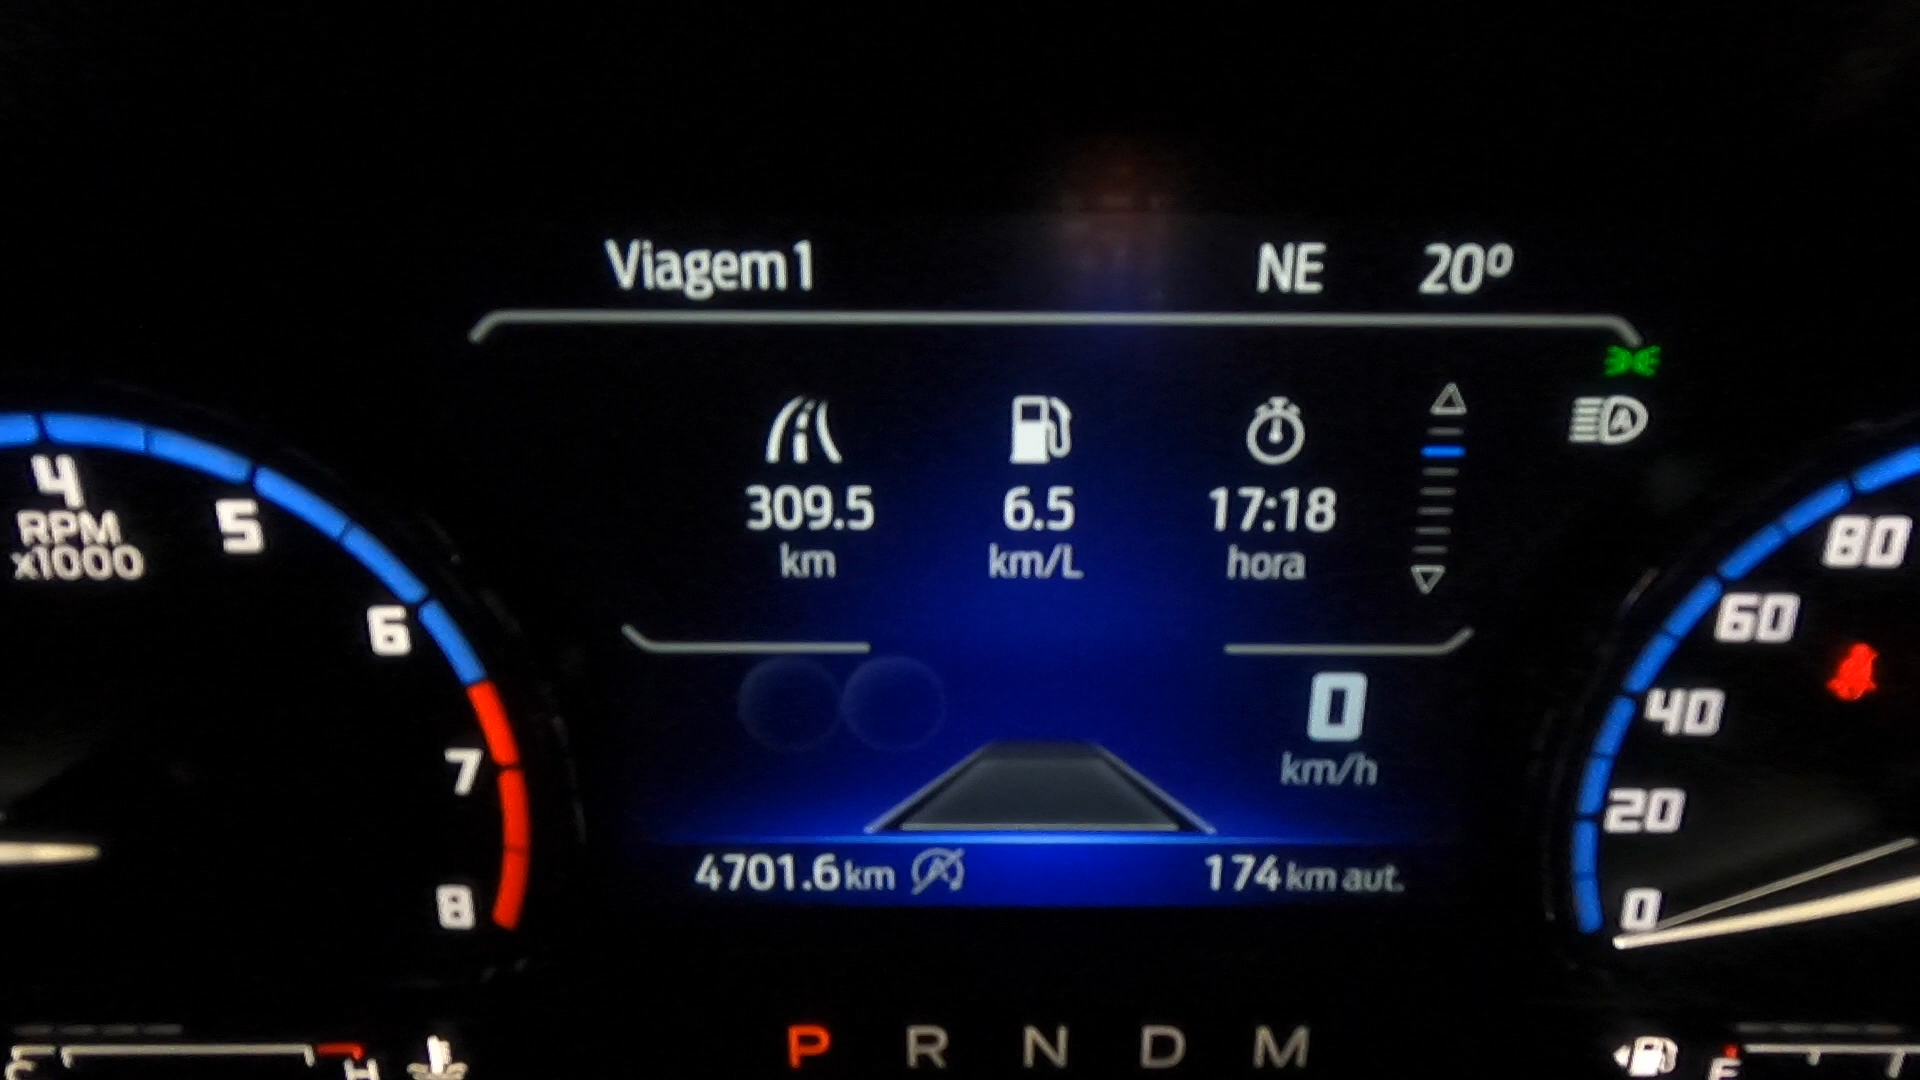 Viagem 1 NE 20º
309.5 6.5 17:18
km km/L hora
4
RPM
x1000
5
6
7
8
80
60
40
20
0
0
km/h
4701.6 km 174 km aut.
P R N D M
C H
E